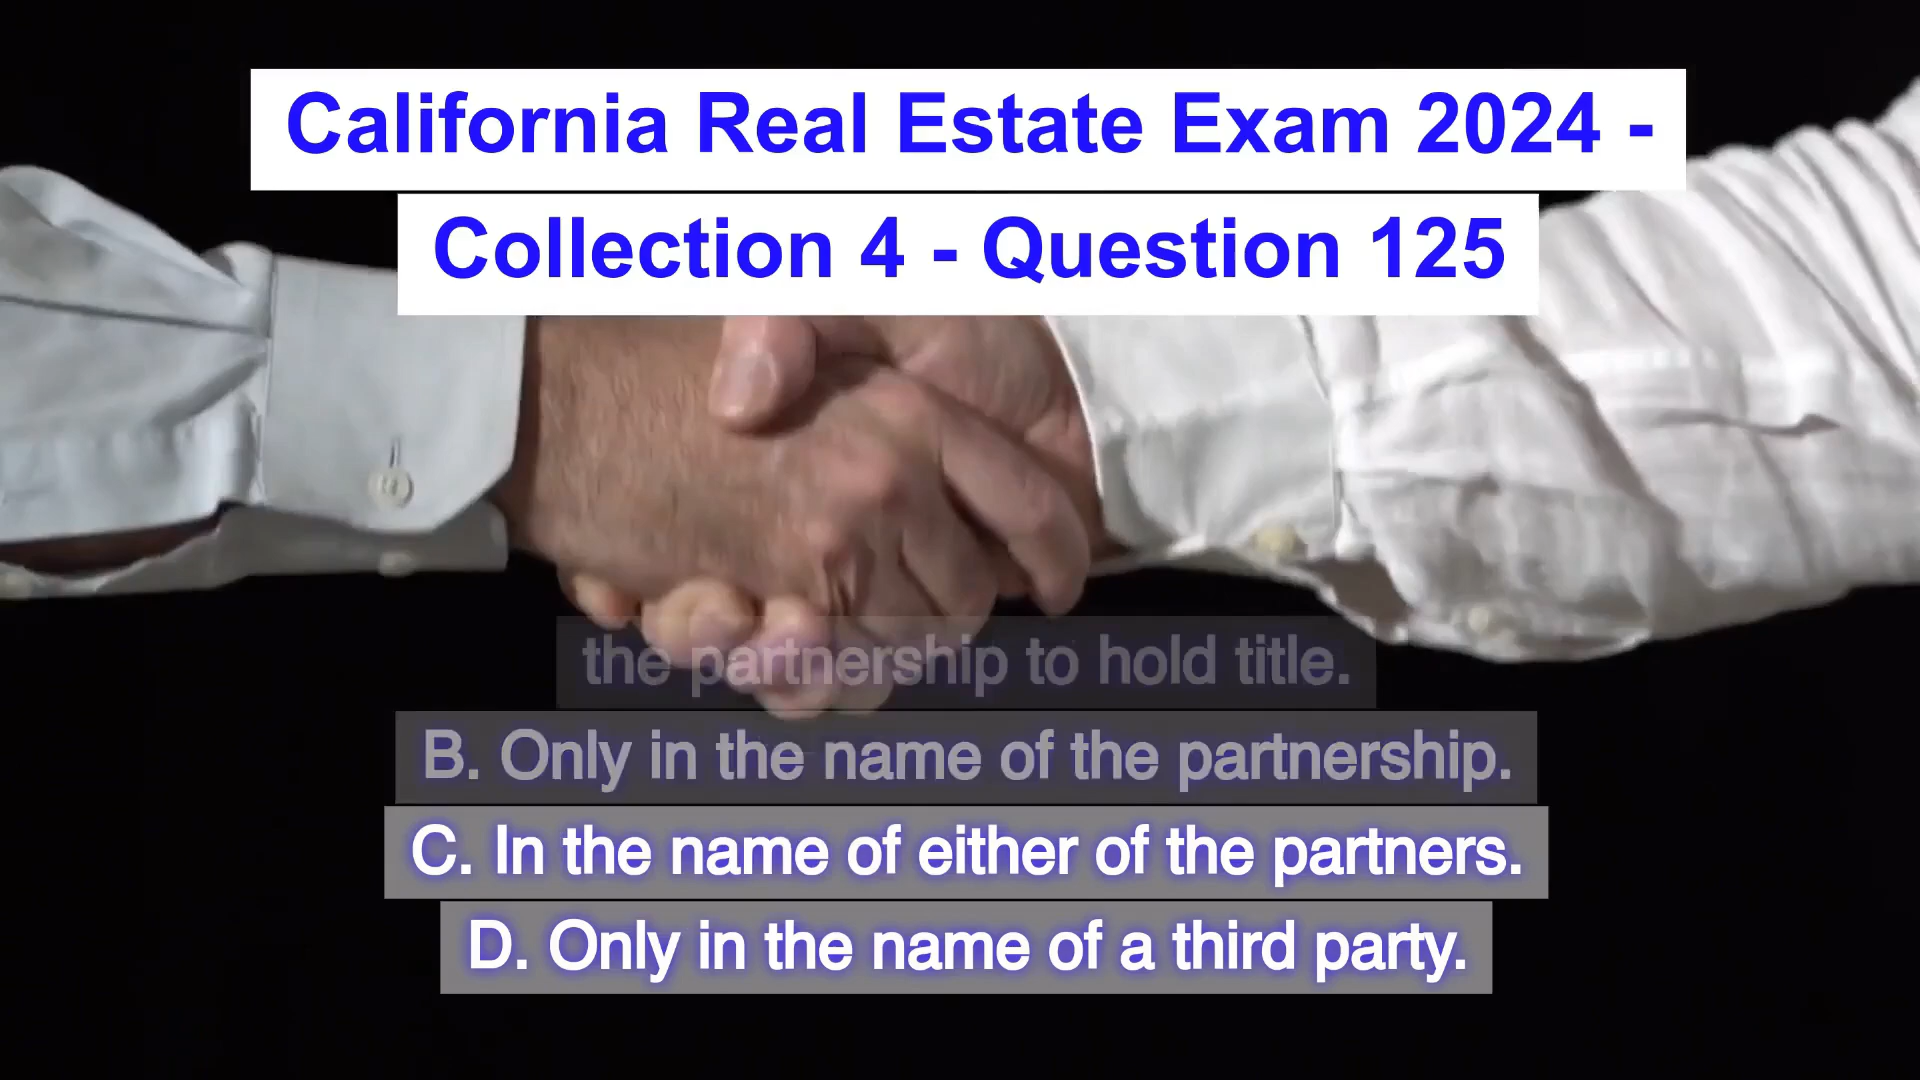 California Real Estate Exam 2024 -
Collection 4 - Question 125
the partnership to hold title.
B. Only in the name of the partnership.
C. In the name of either of the partners.
D. Only in the name of a third party.